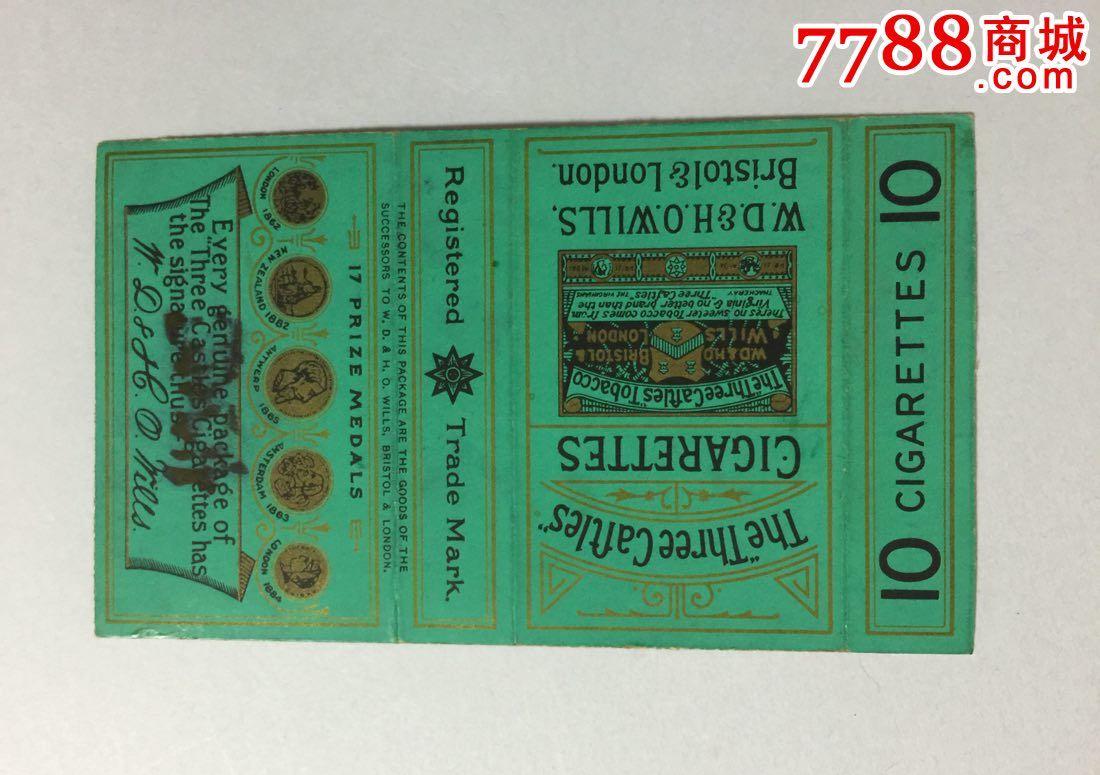 7788商城
.com
17 PRIZE MEDALS
LONDON 1862
NEW ZEALAND 1882
ANTWERP 1885
AMSTERDAM 1883
LONDON 1884
Every genuine package of
The "Three Castles" Cigarettes has
the signature thus
W. D. & H. O. Wills.
Registered Trade Mark.
THE CONTENTS OF THIS PACKAGE ARE THE GOODS OF THE
SUCCESSORS TO W. D. & H. O. WILLS, BRISTOL & LONDON.
The "Three Castles"
CIGARETTES
The "Three Castles" Tobacco
WD & HO
WILLS
BRISTOL &
LONDON
Theres no sweeter Tobacco comes from
Virginia & no better brand than the
"Three Castles" THE VIRGINIANS
THACKERAY
W. D. & H. O. WILLS,
Bristol & London.
10 CIGARETTES 10